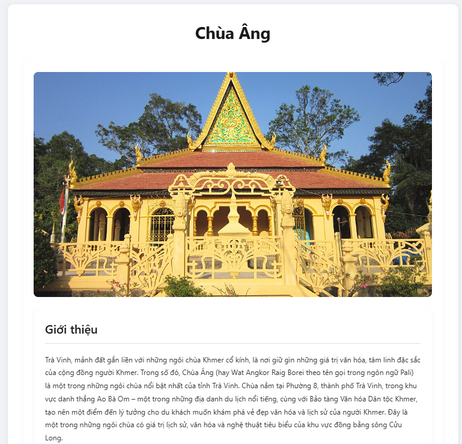 Chùa Âng
Giới thiệu
Trà Vinh, mảnh đất gắn liền với những ngôi chùa Khmer cổ kính, là nơi giữ gìn những giá trị văn hóa, tâm linh đặc sắc
của cộng đồng người Khmer. Trong số đó, Chùa Âng (hay Wat Angkor Raig Borei theo tên gọi trong ngôn ngữ Pali)
là một trong những ngôi chùa nổi bật nhất của tỉnh Trà Vinh. Chùa nằm tại Phường 8, thành phố Trà Vinh, trong khu
vực danh thắng Ao Bà Om – một trong những địa danh du lịch nổi tiếng, cùng với Bảo tàng Văn hóa Dân tộc Khmer,
tạo nên một điểm đến lý tưởng cho du khách muốn khám phá vẻ đẹp văn hóa và lịch sử của người Khmer. Đây là
một trong những ngôi chùa có giá trị lịch sử, văn hóa và nghệ thuật tiêu biểu của khu vực đồng bằng sông Cửu
Long.